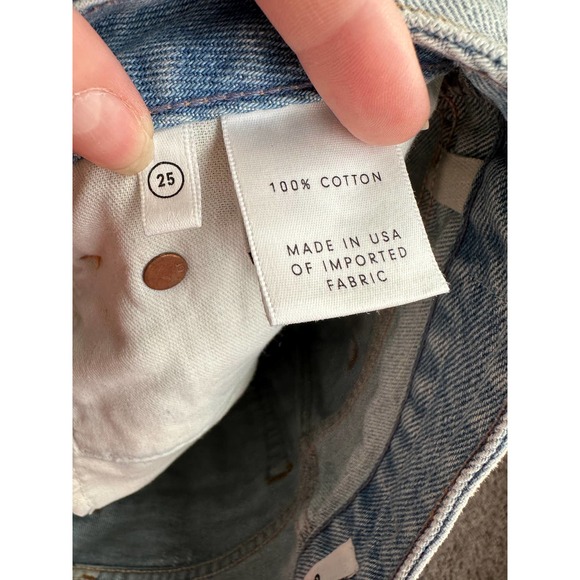 25
100% COTTON
MADE IN USA
OF IMPORTED
FABRIC